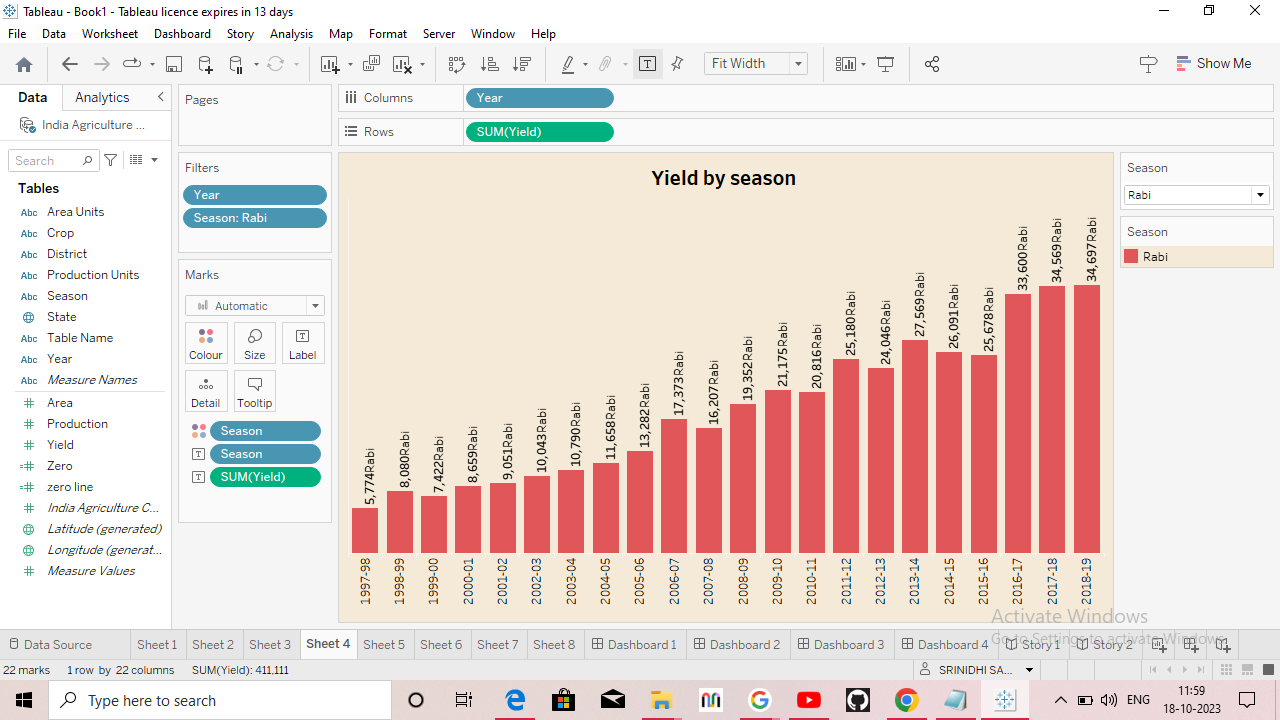 Tableau - Book1 - Tableau licence expires in 13 days
File Data Worksheet Dashboard Story Analysis Map Format Server Window Help
Fit Width
Show Me
Data Analytics
Pages
Columns Year
India Agriculture ...
Rows SUM(Yield)
Search
Filters
Year
Season: Rabi
Tables
Abc Area Units
Abc Crop
Abc District
Abc Production Units
Abc Season
State
Abc Table Name
Abc Year
Abc Measure Names
Area
Production
Yield
Zero
zero line
India Agriculture C...
Latitude (generated)
Longitude (generat...
Measure Values
Marks
Automatic
Colour Size Label
Detail Tooltip
Season
Season
SUM(Yield)
Yield by season
5,774Rabi
8,080Rabi
7,422Rabi
8,659Rabi
9,051Rabi
10,043Rabi
10,790Rabi
11,658Rabi
13,282Rabi
17,373Rabi
16,207Rabi
19,352Rabi
21,175Rabi
20,816Rabi
25,180Rabi
24,046Rabi
27,569Rabi
26,091Rabi
25,678Rabi
33,600Rabi
34,569Rabi
34,697Rabi
1997-98
1998-99
1999-00
2000-01
2001-02
2002-03
2003-04
2004-05
2005-06
2006-07
2007-08
2008-09
2009-10
2010-11
2011-12
2012-13
2013-14
2014-15
2015-16
2016-17
2017-18
2018-19
Season
Rabi
Season
Rabi
Activate Windows
Go to Settings to activate Windows.
Data Source Sheet 1 Sheet 2 Sheet 3 Sheet 4 Sheet 5 Sheet 6 Sheet 7 Sheet 8 Dashboard 1 Dashboard 2 Dashboard 3 Dashboard 4 Story 1 Story 2
22 marks 1 row by 22 columns SUM(Yield): 411,111
SRINIDHI SA...
Type here to search
ENG
11:59
18-10-2023